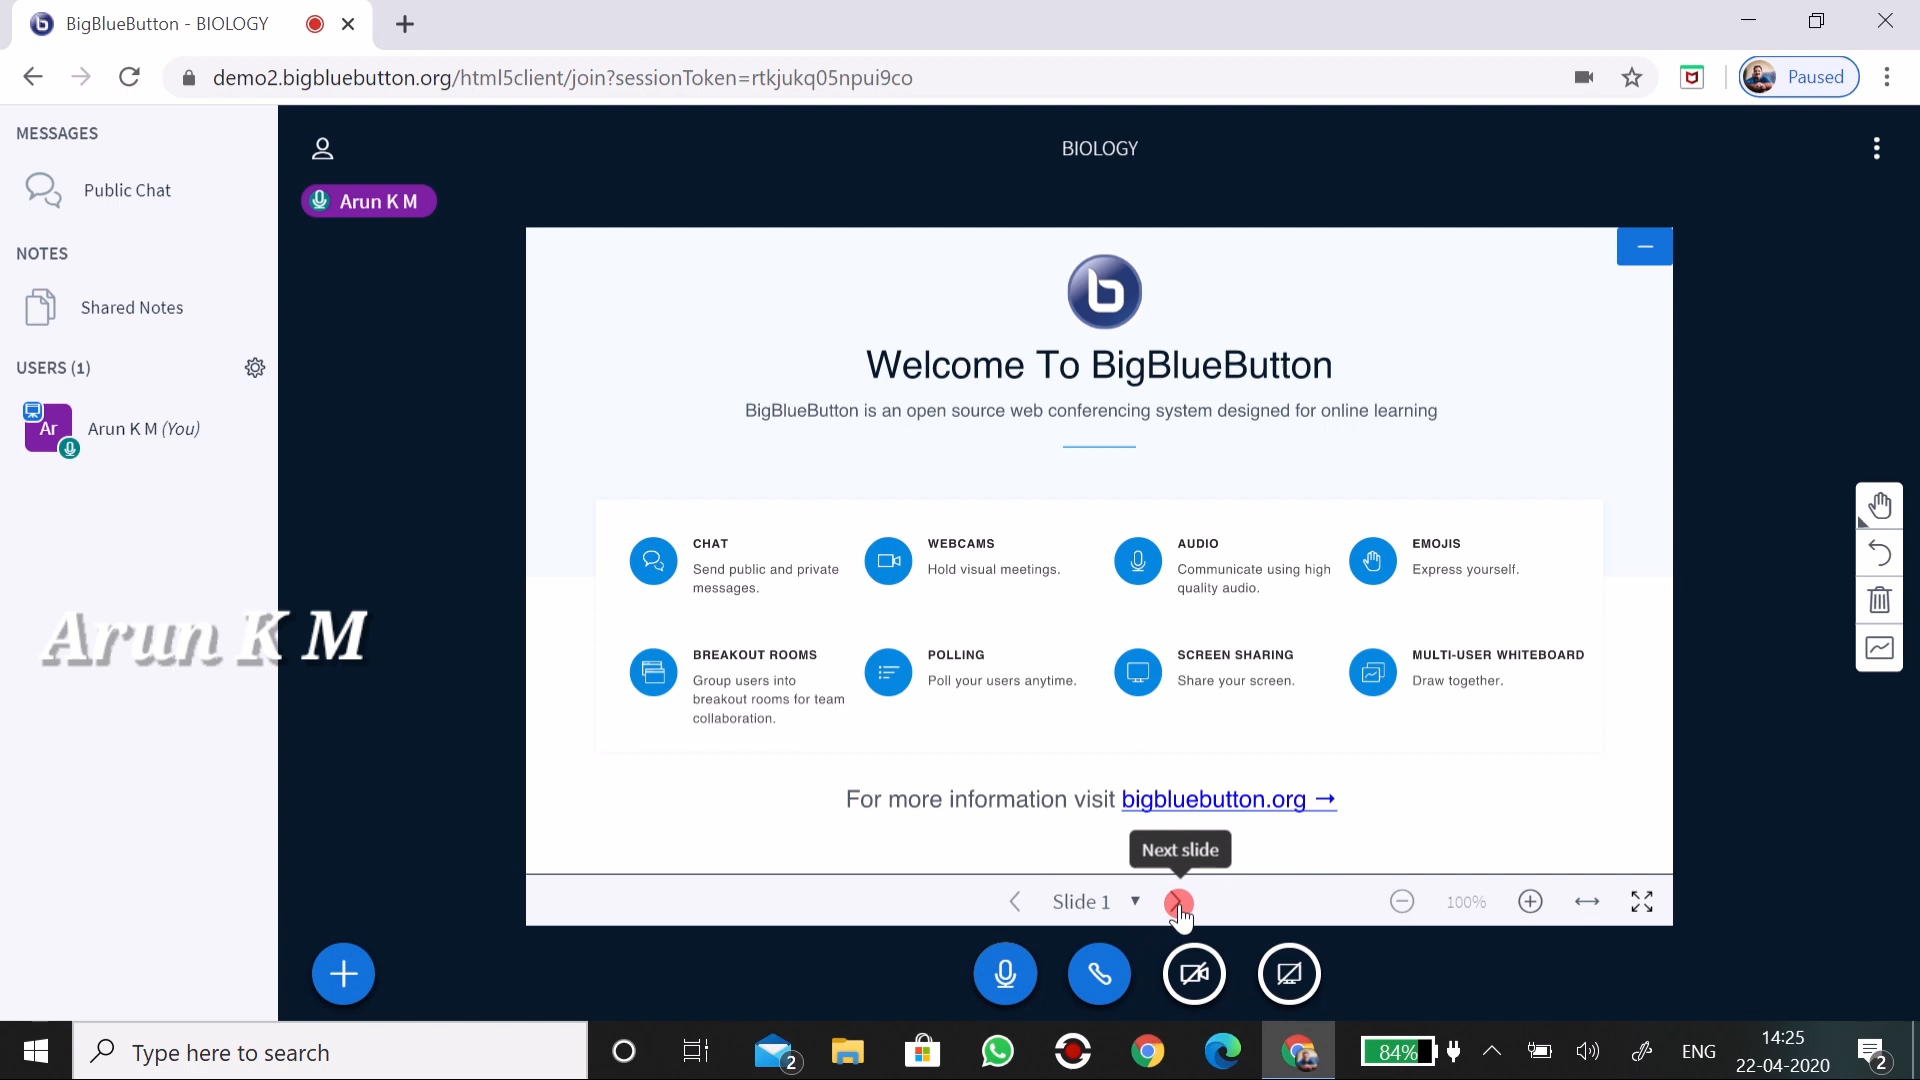 BigBlueButton - BIOLOGY
demo2.bigbluebutton.org/html5client/join?sessionToken=rtkjukq05npui9co
Paused
MESSAGES
Public Chat
NOTES
Shared Notes
USERS (1)
Ar
Arun K M (You)
BIOLOGY
Arun K M
Welcome To BigBlueButton
BigBlueButton is an open source web conferencing system designed for online learning
CHAT
Send public and private
messages.
WEBCAMS
Hold visual meetings.
AUDIO
Communicate using high
quality audio.
EMOJIS
Express yourself.
BREAKOUT ROOMS
Group users into
breakout rooms for team
collaboration.
POLLING
Poll your users anytime.
SCREEN SHARING
Share your screen.
MULTI-USER WHITEBOARD
Draw together.
Arun K M
For more information visit bigbluebutton.org →
Next slide
Slide 1
100%
Type here to search
2
84%
ENG
14:25
22-04-2020
2